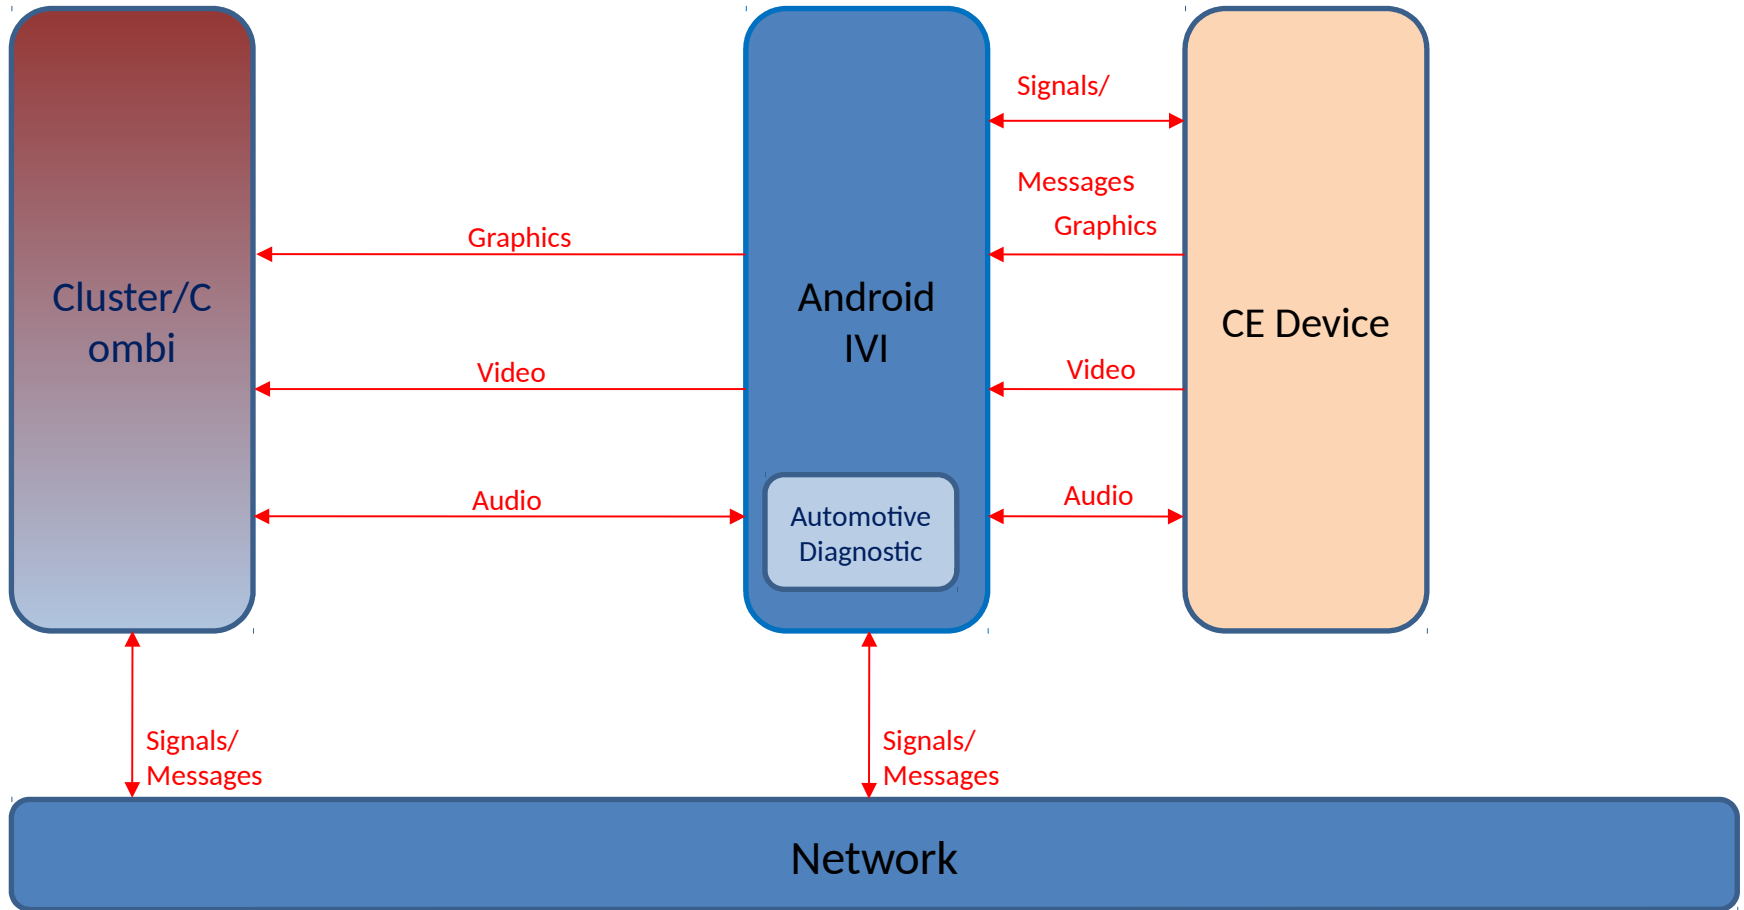 Signals/
Messages
Graphics
Graphics
Cluster/C
ombi
Android
IVI
CE Device
Video
Video
Audio
Audio
Automotive
Diagnostic
Signals/
Messages
Signals/
Messages
Network